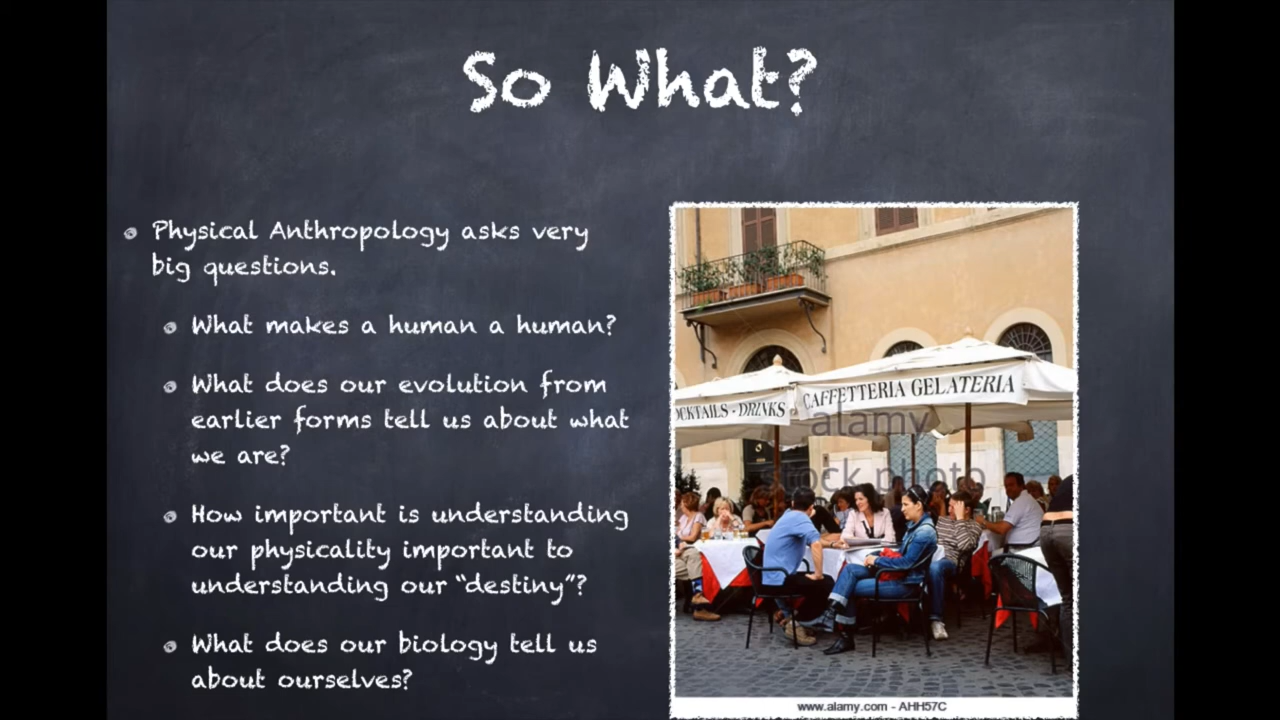 So What?
Physical Anthropology asks very
big questions.
What makes a human a human?
What does our evolution from
earlier forms tell us about what
we are?
How important is understanding
our physicality important to
understanding our “destiny”?
What does our biology tell us
about ourselves?
OCKTAILS · DRINKS
CAFFETTERIA GELATERIA
alamy
stock photo
www.alamy.com - AHH57C